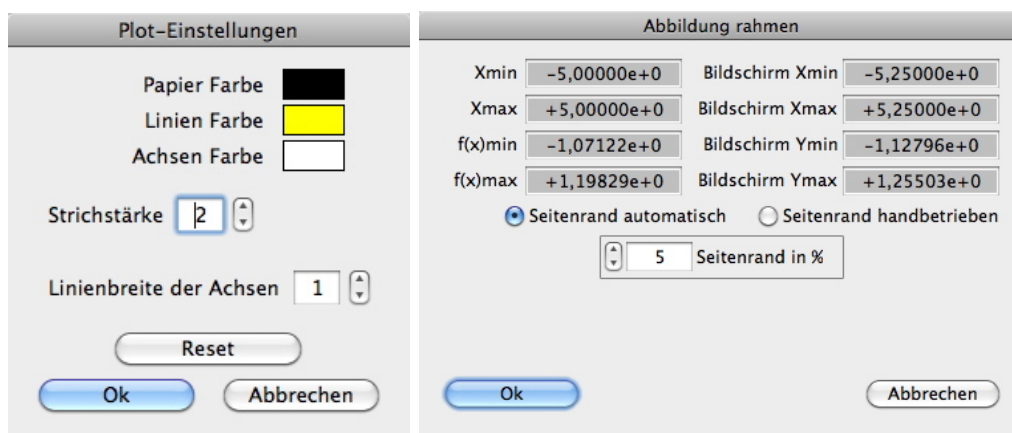 Plot-Einstellungen
Papier Farbe
Linien Farbe
Achsen Farbe
Strichstärke 2
Linienbreite der Achsen 1
Reset
Ok Abbrechen
Abbildung rahmen
Xmin -5,00000e+0 Bildschirm Xmin -5,25000e+0
Xmax +5,00000e+0 Bildschirm Xmax +5,25000e+0
f(x)min -1,07122e+0 Bildschirm Ymin -1,12796e+0
f(x)max +1,19829e+0 Bildschirm Ymax +1,25503e+0
Seitenrand automatisch Seitenrand handbetrieben
5 Seitenrand in %
Ok Abbrechen